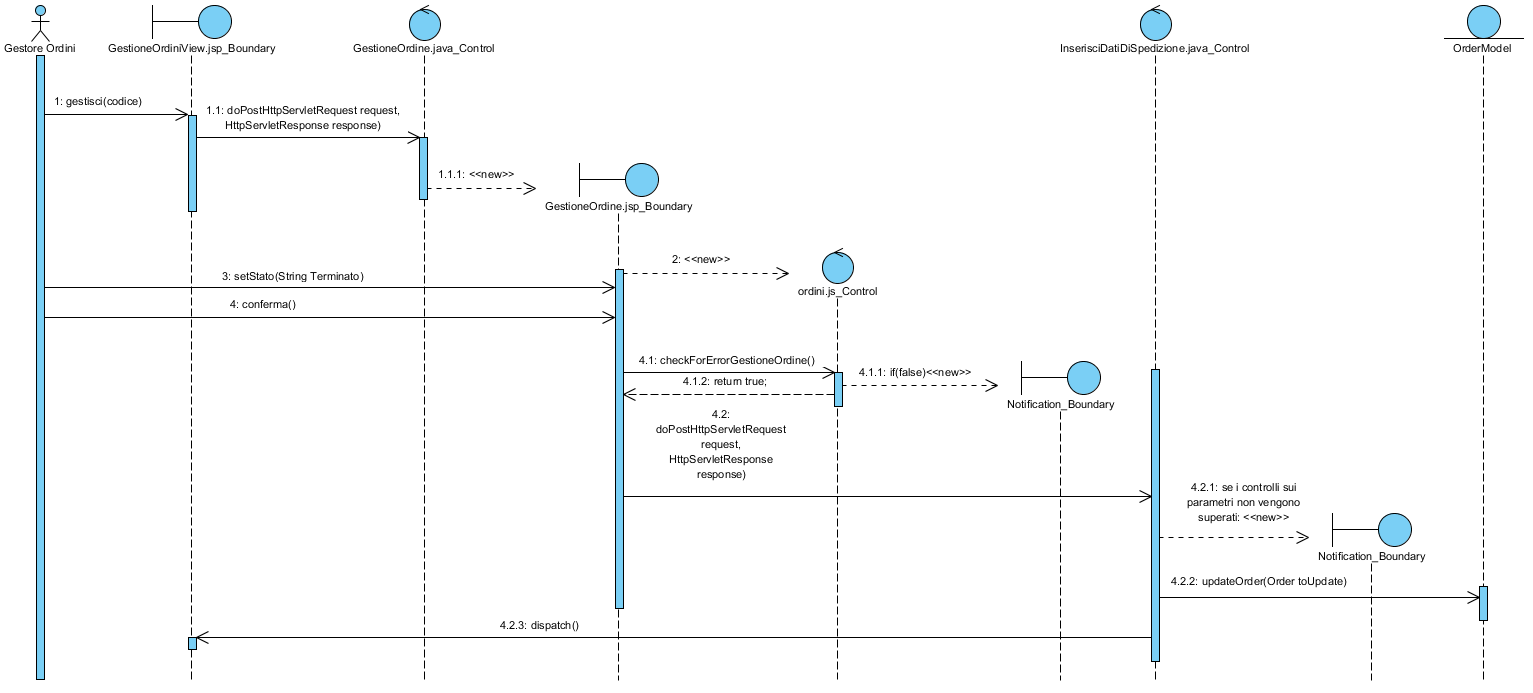 Gestore Ordini
GestioneOrdiniView.jsp_Boundary
GestioneOrdine.java_Control
InserisciDatiDiSpedizione.java_Control
OrderModel
1: gestisci(codice)
1.1: doPostHttpServletRequest request,
HttpServletResponse response)
1.1.1: <<new>>
GestioneOrdine.jsp_Boundary
2: <<new>>
ordini.js_Control
3: setStato(String Terminato)
4: conferma()
4.1: checkForErrorGestioneOrdine()
4.1.1: if(false)<<new>>
4.1.2: return true;
Notification_Boundary
4.2:
doPostHttpServletRequest
request,
HttpServletResponse
response)
4.2.1: se i controlli sui
parametri non vengono
superati: <<new>>
Notification_Boundary
4.2.2: updateOrder(Order toUpdate)
4.2.3: dispatch()